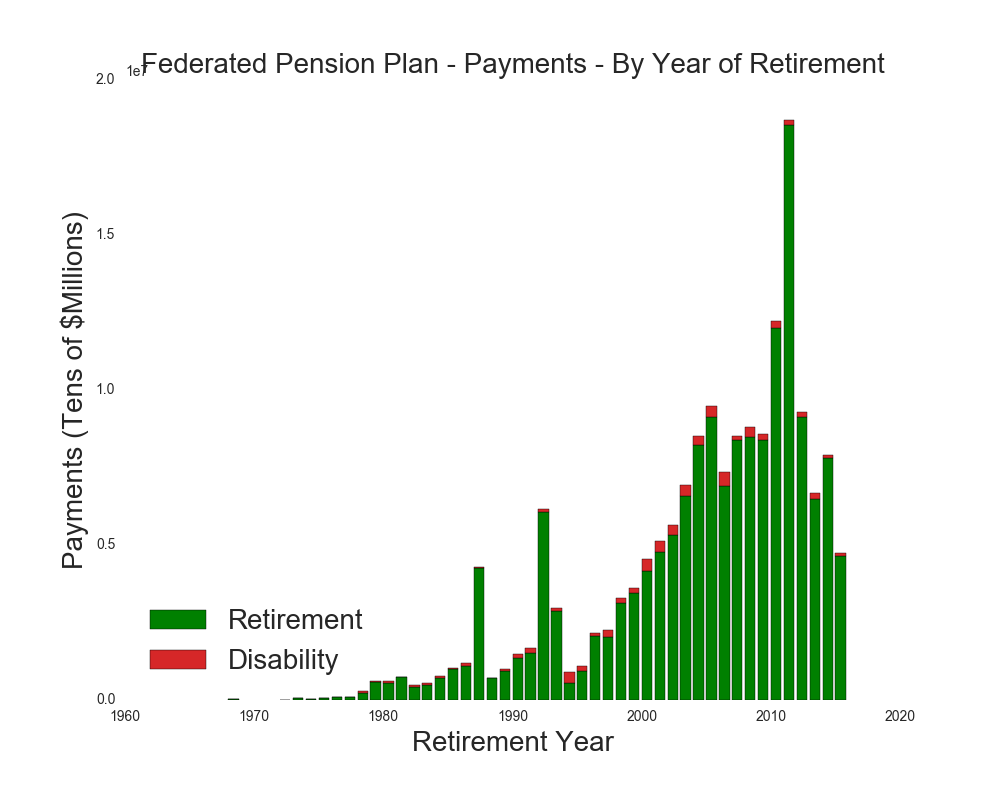 Federated Pension Plan - Payments - By Year of Retirement
1e7
2.0
1.5
1.0
0.5
0.0
Payments (Tens of $Millions)
Retirement
Disability
1960 1970 1980 1990 2000 2010 2020
Retirement Year